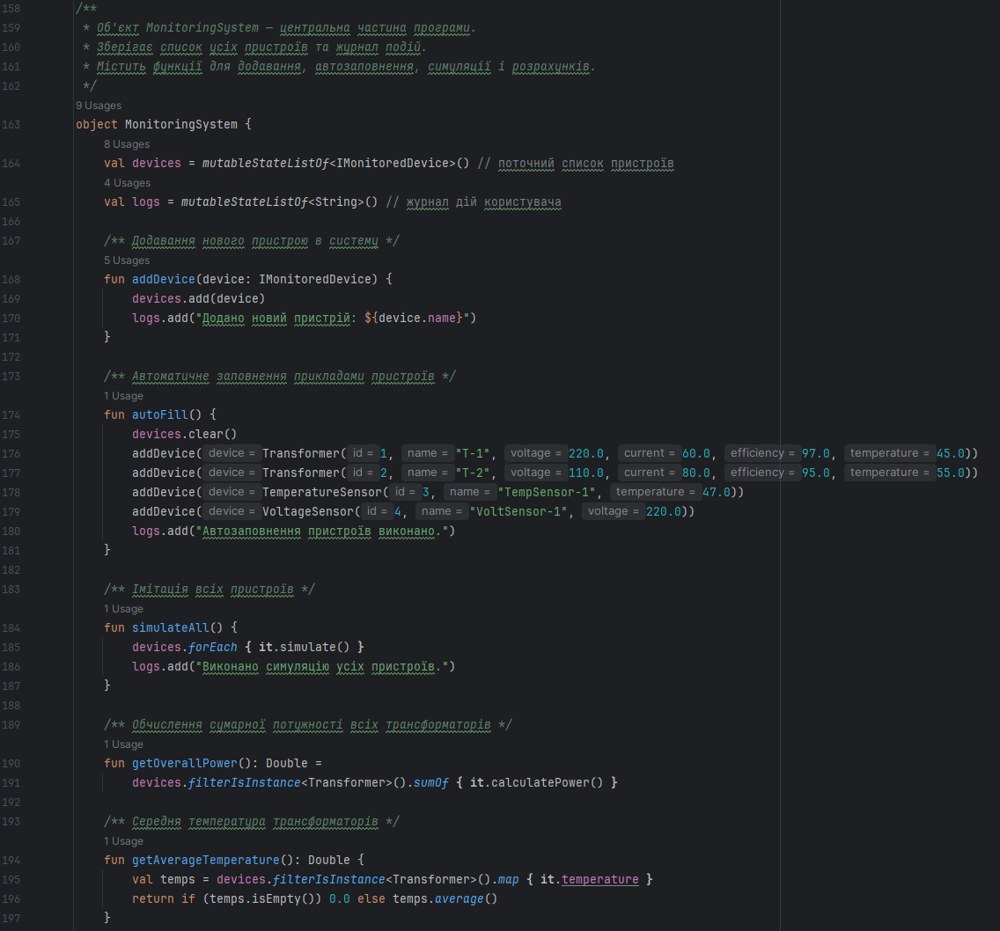 158 /**
159  * Об'єкт MonitoringSystem — центральна частина програми.
160  * Зберігає список усіх пристроїв та журнал подій.
161  * Містить функції для додавання, автозаповнення, симуляції і розрахунків.
162  */
9 Usages
163 object MonitoringSystem {
8 Usages
164 val devices = mutableStateListOf<IMonitoredDevice>() // поточний список пристроїв
4 Usages
165 val logs = mutableStateListOf<String>() // журнал дій користувача
166
167 /** Додавання нового пристрою в систему */
5 Usages
168 fun addDevice(device: IMonitoredDevice) {
169 devices.add(device)
170 logs.add("Додано новий пристрій: ${device.name}")
171 }
172
173 /** Автоматичне заповнення прикладами пристроїв */
1 Usage
174 fun autoFill() {
175 devices.clear()
176 addDevice( device = Transformer( id = 1, name = "T-1", voltage = 220.0, current = 60.0, efficiency = 97.0, temperature = 45.0))
177 addDevice( device = Transformer( id = 2, name = "T-2", voltage = 110.0, current = 80.0, efficiency = 95.0, temperature = 55.0))
178 addDevice( device = TemperatureSensor( id = 3, name = "TempSensor-1", temperature = 47.0))
179 addDevice( device = VoltageSensor( id = 4, name = "VoltSensor-1", voltage = 220.0))
180 logs.add("Автозаповнення пристроїв виконано.")
181 }
182
183 /** Імітація всіх пристроїв */
1 Usage
184 fun simulateAll() {
185 devices.forEach { it.simulate() }
186 logs.add("Виконано симуляцію усіх пристроїв.")
187 }
188
189 /** Обчислення сумарної потужності всіх трансформаторів */
1 Usage
190 fun getOverallPower(): Double =
191 devices.filterIsInstance<Transformer>().sumOf { it.calculatePower() }
192
193 /** Середня температура трансформаторів */
1 Usage
194 fun getAverageTemperature(): Double {
195 val temps = devices.filterIsInstance<Transformer>().map { it.temperature }
196 return if (temps.isEmpty()) 0.0 else temps.average()
197 }